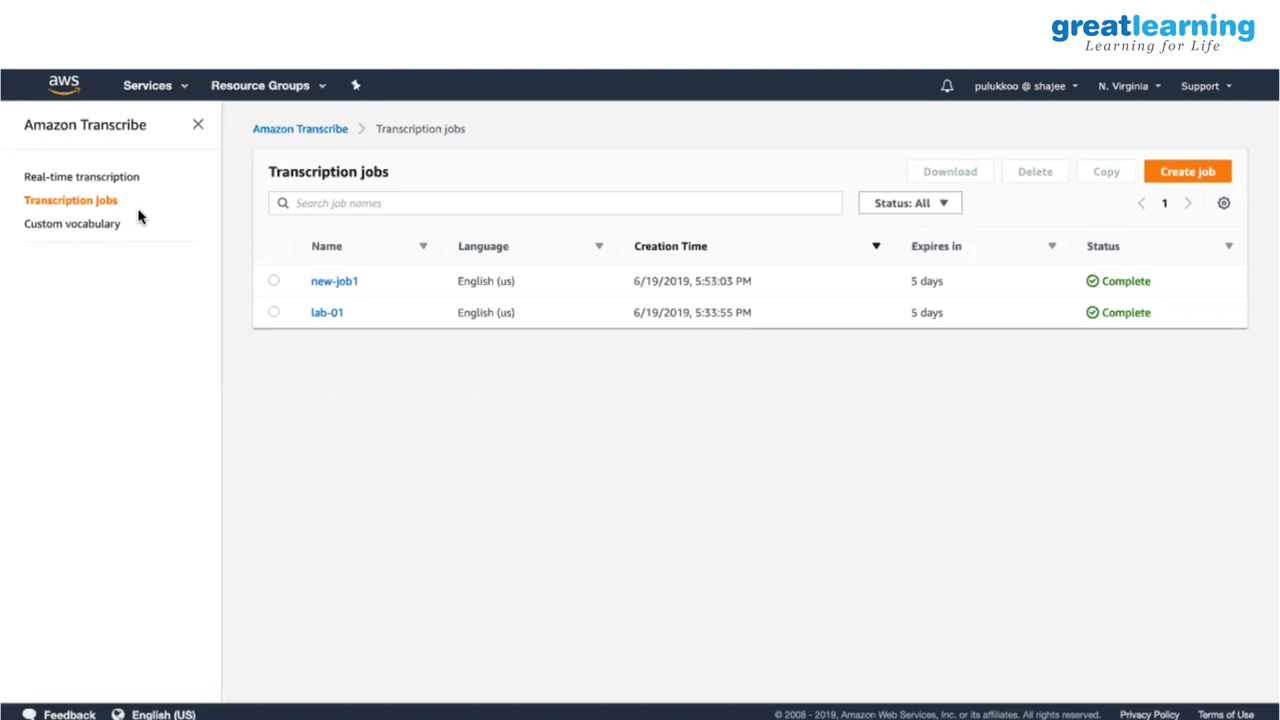 greatlearning
Learning for Life
aws Services Resource Groups pulukkoo @ shajee N. Virginia Support
Amazon Transcribe
Real-time transcription
Transcription jobs
Custom vocabulary
Amazon Transcribe Transcription jobs
Transcription jobs Download Delete Copy Create job
Search job names Status: All 1
Name Language Creation Time Expires in Status
new-job1 English (us) 6/19/2019, 5:53:03 PM 5 days Complete
lab-01 English (us) 6/19/2019, 5:33:55 PM 5 days Complete
Feedback English (US) © 2008 - 2019, Amazon Web Services, Inc. or its affiliates. All rights reserved. Privacy Policy Terms of Use